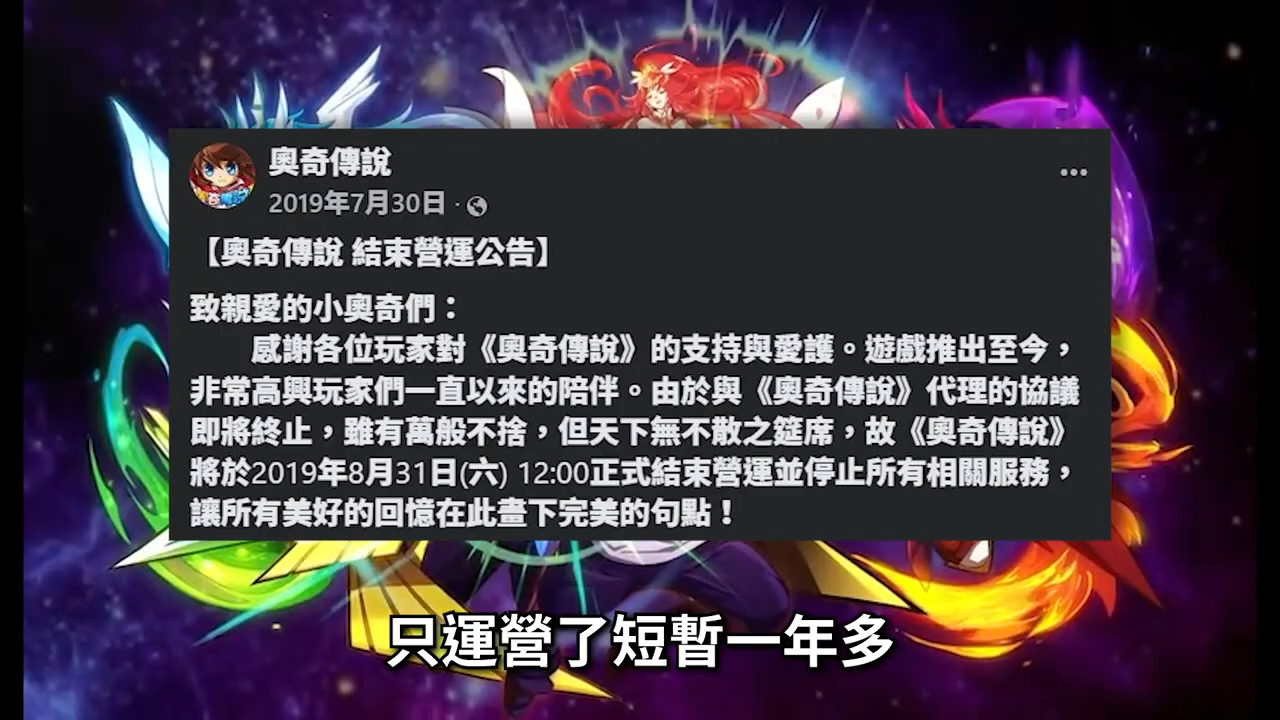 奧奇傳說
2019年7月30日 ·
【奧奇傳說 結束營運公告】
致親愛的小奧奇們：
感謝各位玩家對《奧奇傳說》的支持與愛護。遊戲推出至今，
非常高興玩家們一直以來的陪伴。由於與《奧奇傳說》代理的協議
即將終止，雖有萬般不捨，但天下無不散之筵席，故《奧奇傳說》
將於2019年8月31日(六) 12:00正式結束營運並停止所有相關服務，
讓所有美好的回憶在此畫下完美的句點！
只運營了短暫一年多